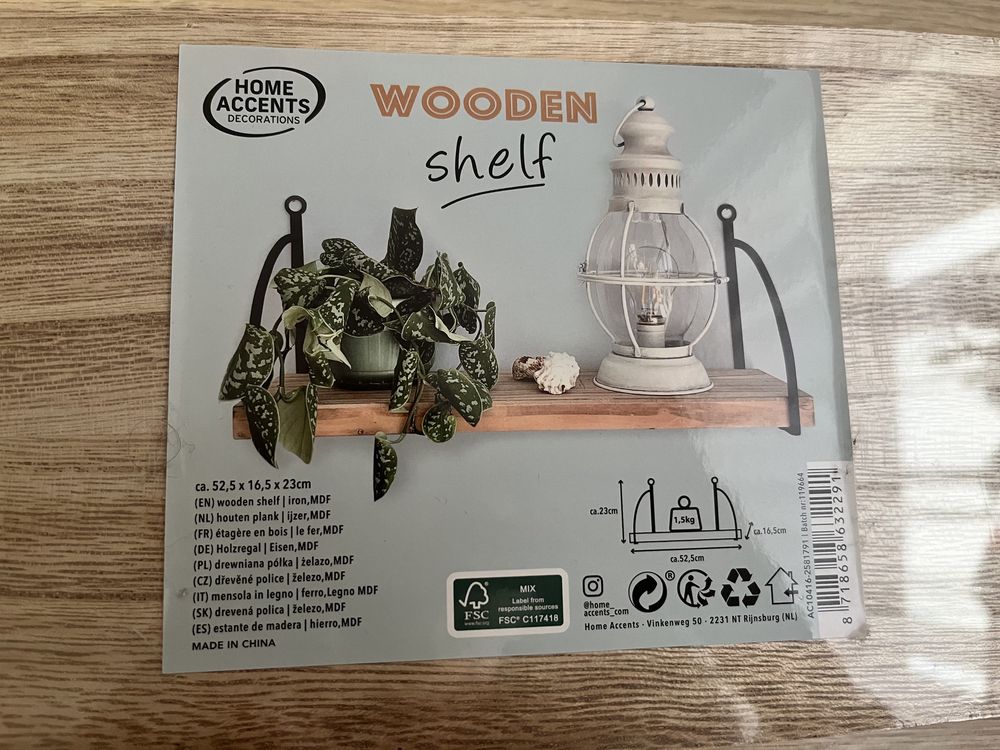 HOME
ACCENTS
DECORATIONS
WOODEN
shelf
ca. 52,5 x 16,5 x 23cm
(EN) wooden shelf | iron,MDF
(NL) houten plank | ijzer,MDF
(FR) étagère en bois | le fer,MDF
(DE) Holzregal | Eisen,MDF
(PL) drewniana półka | żelazo,MDF
(CZ) dřevěné police | železo,MDF
(IT) mensola in legno | ferro,Legno MDF
(SK) drevená polica | železo,MDF
(ES) estante de madera | hierro,MDF
MADE IN CHINA
FSC
www.fsc.org
MIX
Label from
responsible sources
FSC® C117418
ca.23cm
1,5kg
ca.16,5cm
ca.52,5cm
@home_
accents_com
®
Home Accents · Vinkenweg 50 · 2231 NT Rijnsburg (NL)
AC10416-2581791 | Batch nr:119664
8 718658 632291